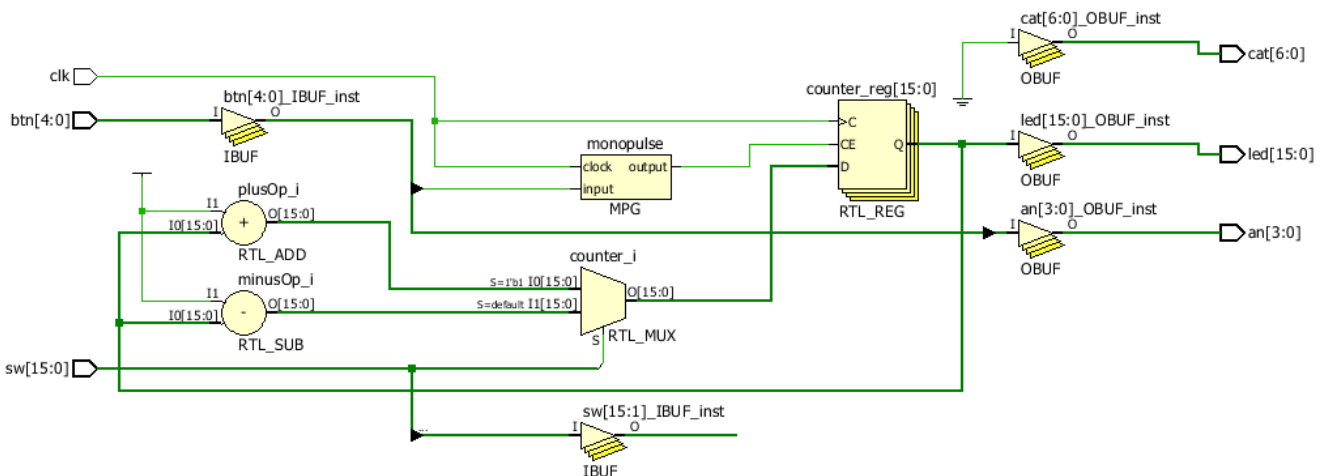 cat[6:0]_OBUF_inst
I O
cat[6:0]
OBUF
clk
btn[4:0]_IBUF_inst
btn[4:0]
I O
IBUF
counter_reg[15:0]
>C
CE Q
D
RTL_REG
led[15:0]_OBUF_inst
I O
led[15:0]
OBUF
monopulse
clock output
input
MPG
plusOp_i
I1
I0[15:0] + O[15:0]
RTL_ADD
an[3:0]_OBUF_inst
I O
an[3:0]
OBUF
minusOp_i
I1
I0[15:0] - O[15:0]
RTL_SUB
counter_i
S=1'b1 I0[15:0]
S=default I1[15:0]
O[15:0]
S
RTL_MUX
sw[15:0]
sw[15:1]_IBUF_inst
... I O
IBUF